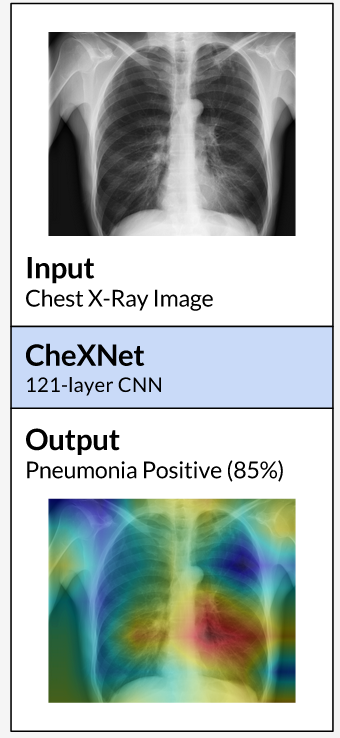 Input
Chest X-Ray Image
CheXNet
121-layer CNN
Output
Pneumonia Positive (85%)